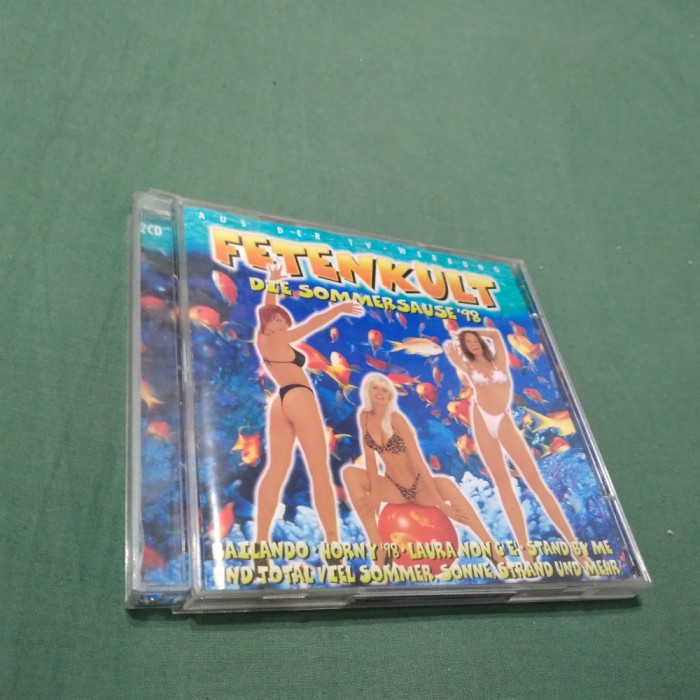 2CD
AUS DER TV-WERBUNG
FETENKULT
DIE SOMMERSAUSE '98
BAILANDO • HORNY '98 • LAURA NON C'E • STAND BY ME
UND TOTAL VIEL SOMMER, SONNE, STRAND UND MEHR